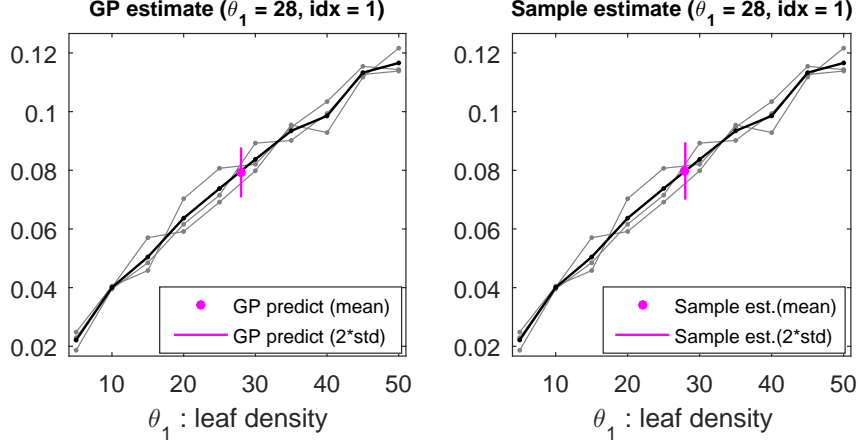 GP estimate (θ1 = 28, idx = 1)
0.12
0.1
0.08
0.06
0.04
0.02
GP predict (mean)
GP predict (2*std)
10 20 30 40 50
θ1 : leaf density
Sample estimate (θ1 = 28, idx = 1)
0.12
0.1
0.08
0.06
0.04
0.02
Sample est.(mean)
Sample est.(2*std)
10 20 30 40 50
θ1 : leaf density